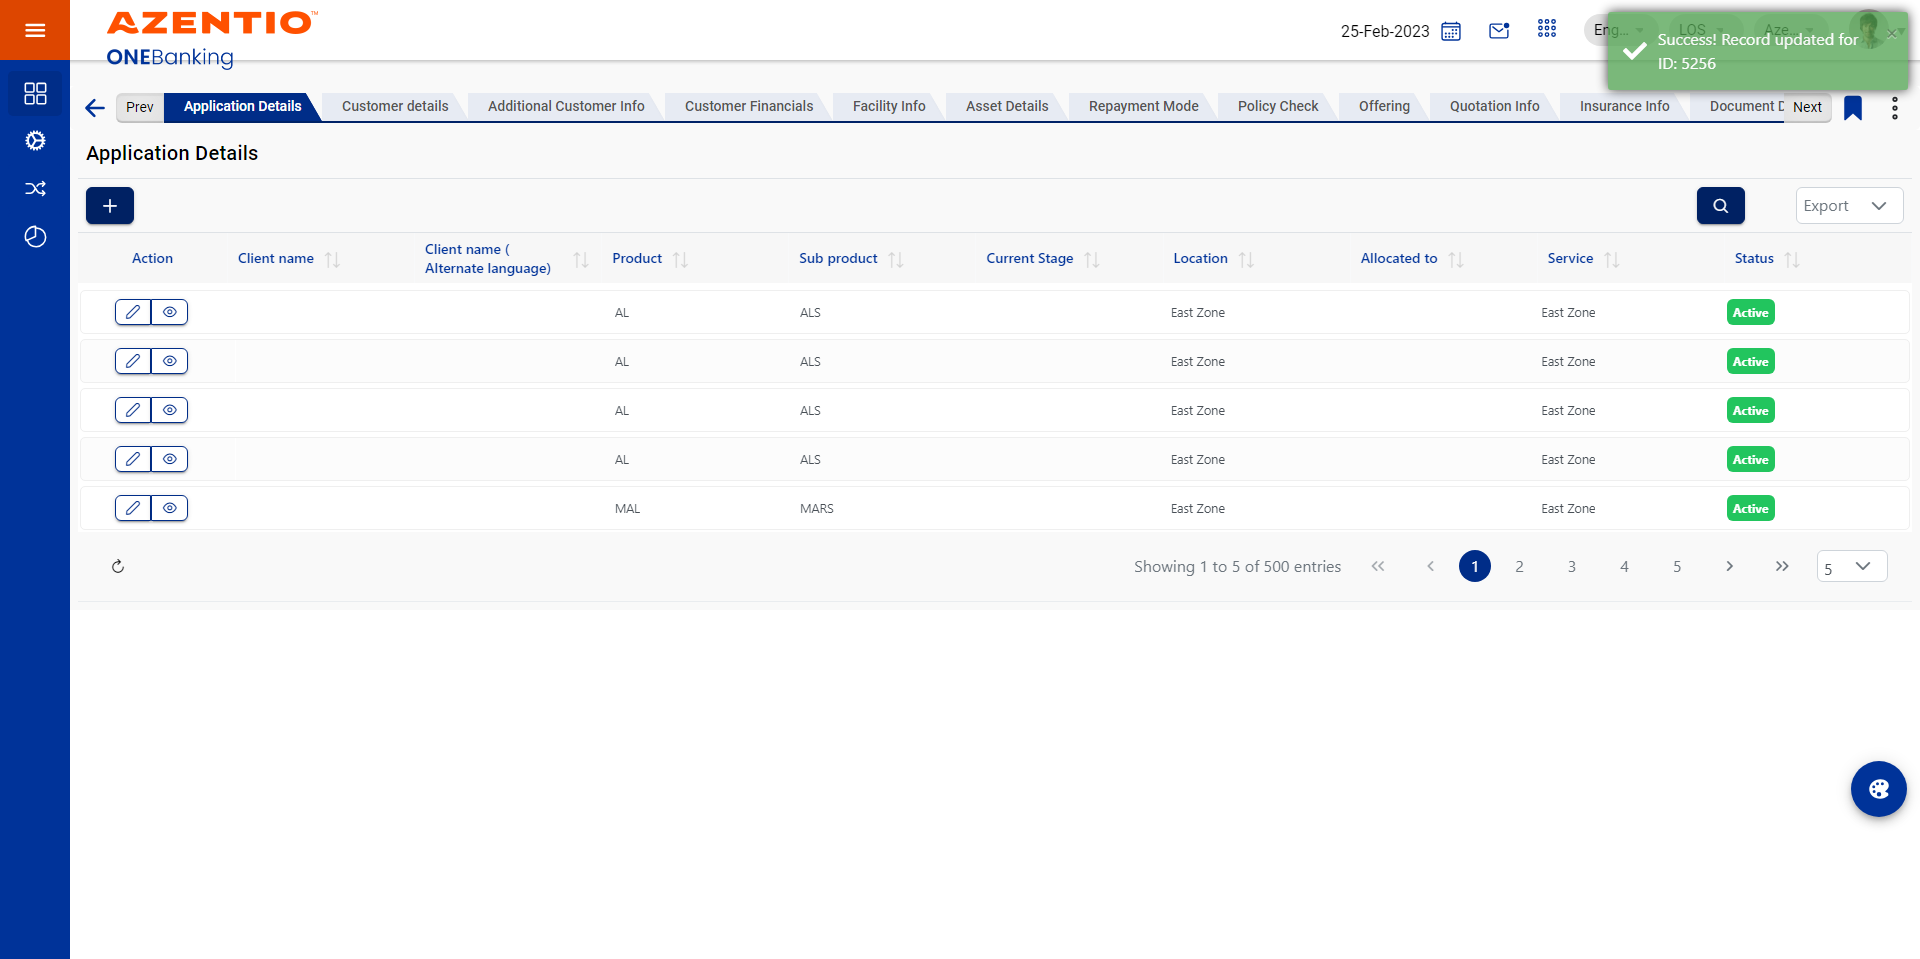 AZENTIO™
ONEBanking
25-Feb-2023
Eng...
LOS
Aze...
Success! Record updated for
ID: 5256
Prev
Application Details
Customer details
Additional Customer Info
Customer Financials
Facility Info
Asset Details
Repayment Mode
Policy Check
Offering
Quotation Info
Insurance Info
Document D
Next
Application Details
Export
Action
Client name
Client name (
Alternate language)
Product
Sub product
Current Stage
Location
Allocated to
Service
Status
AL ALS East Zone East Zone Active
AL ALS East Zone East Zone Active
AL ALS East Zone East Zone Active
AL ALS East Zone East Zone Active
MAL MARS East Zone East Zone Active
Showing 1 to 5 of 500 entries
1 2 3 4 5
5